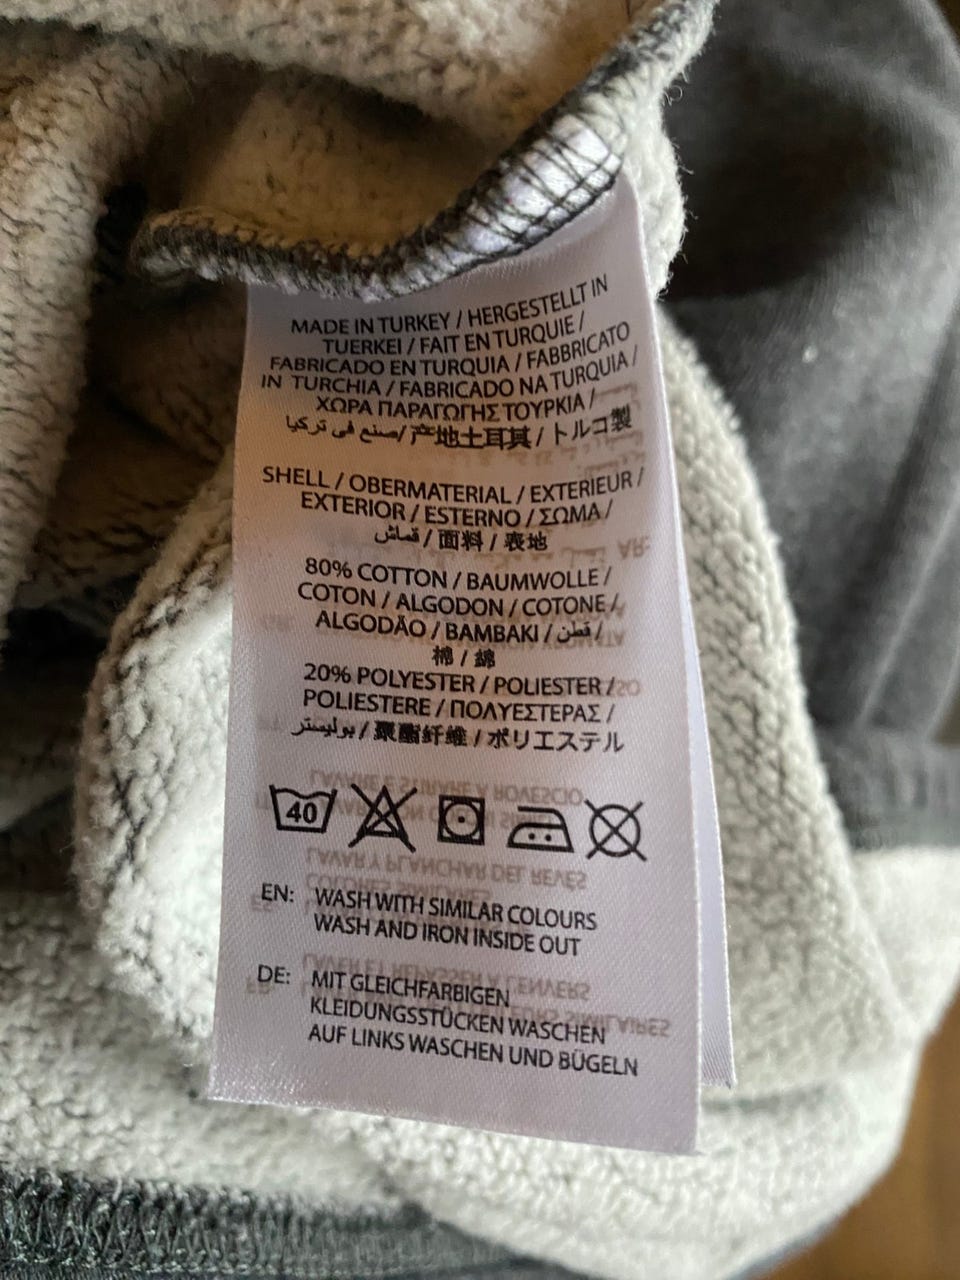 MADE IN TURKEY / HERGESTELLT IN
TUERKEI / FAIT EN TURQUIE /
FABRICADO EN TURQUIA / FABBRICATO
IN TURCHIA / FABRICADO NA TURQUIA /
ΧΩΡΑ ΠΑΡΑΓΩΓΗΣ ΤΟΥΡΚΙΑ /
صنع في تركيا / 产地土耳其 / トルコ製
SHELL / OBERMATERIAL / EXTERIEUR /
EXTERIOR / ESTERNO / ΣΩΜΑ /
قماش / 面料 / 表地
80% COTTON / BAUMWOLLE /
COTON / ALGODON / COTONE /
ALGODÃO / BAMBAKI / قطن /
棉 / 綿
20% POLYESTER / POLIESTER /
POLIESTERE / ΠΟΛΥΕΣΤΕΡΑΣ /
بوليستر / 聚酯纤维 / ポリエステル
40
EN: WASH WITH SIMILAR COLOURS
WASH AND IRON INSIDE OUT
DE: MIT GLEICHFARBIGEN
KLEIDUNGSSTÜCKEN WASCHEN
AUF LINKS WASCHEN UND BÜGELN